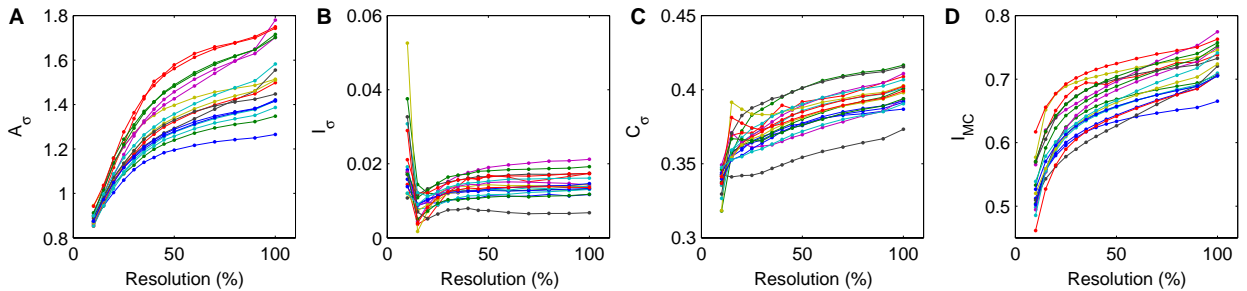 A B C D
1.8 0.06 0.45
1.6 0.8
1.4 0.04 0.4 0.7
1.2 0.02 0.35 0.6
1 0.5
0.8 0 0.3
0 50 100 0 50 100 0 50 100 0 50 100
Resolution (%) Resolution (%) Resolution (%) Resolution (%)
A_σ I_σ C_σ I_MC